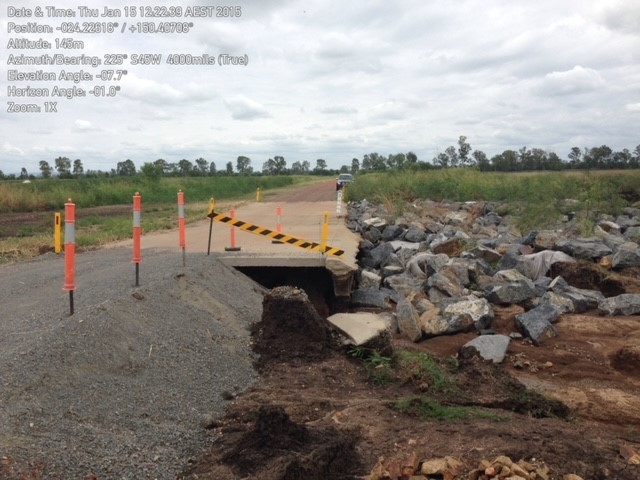 Date & Time: Thu Jan 15 12:22:39 AEST 2015
Position: -024.22818° / +150.40708°
Altitude: 145m
Azimuth/Bearing: 225° S45W 4000mils (True)
Elevation Angle: -07.7°
Horizon Angle: -01.0°
Zoom: 1X